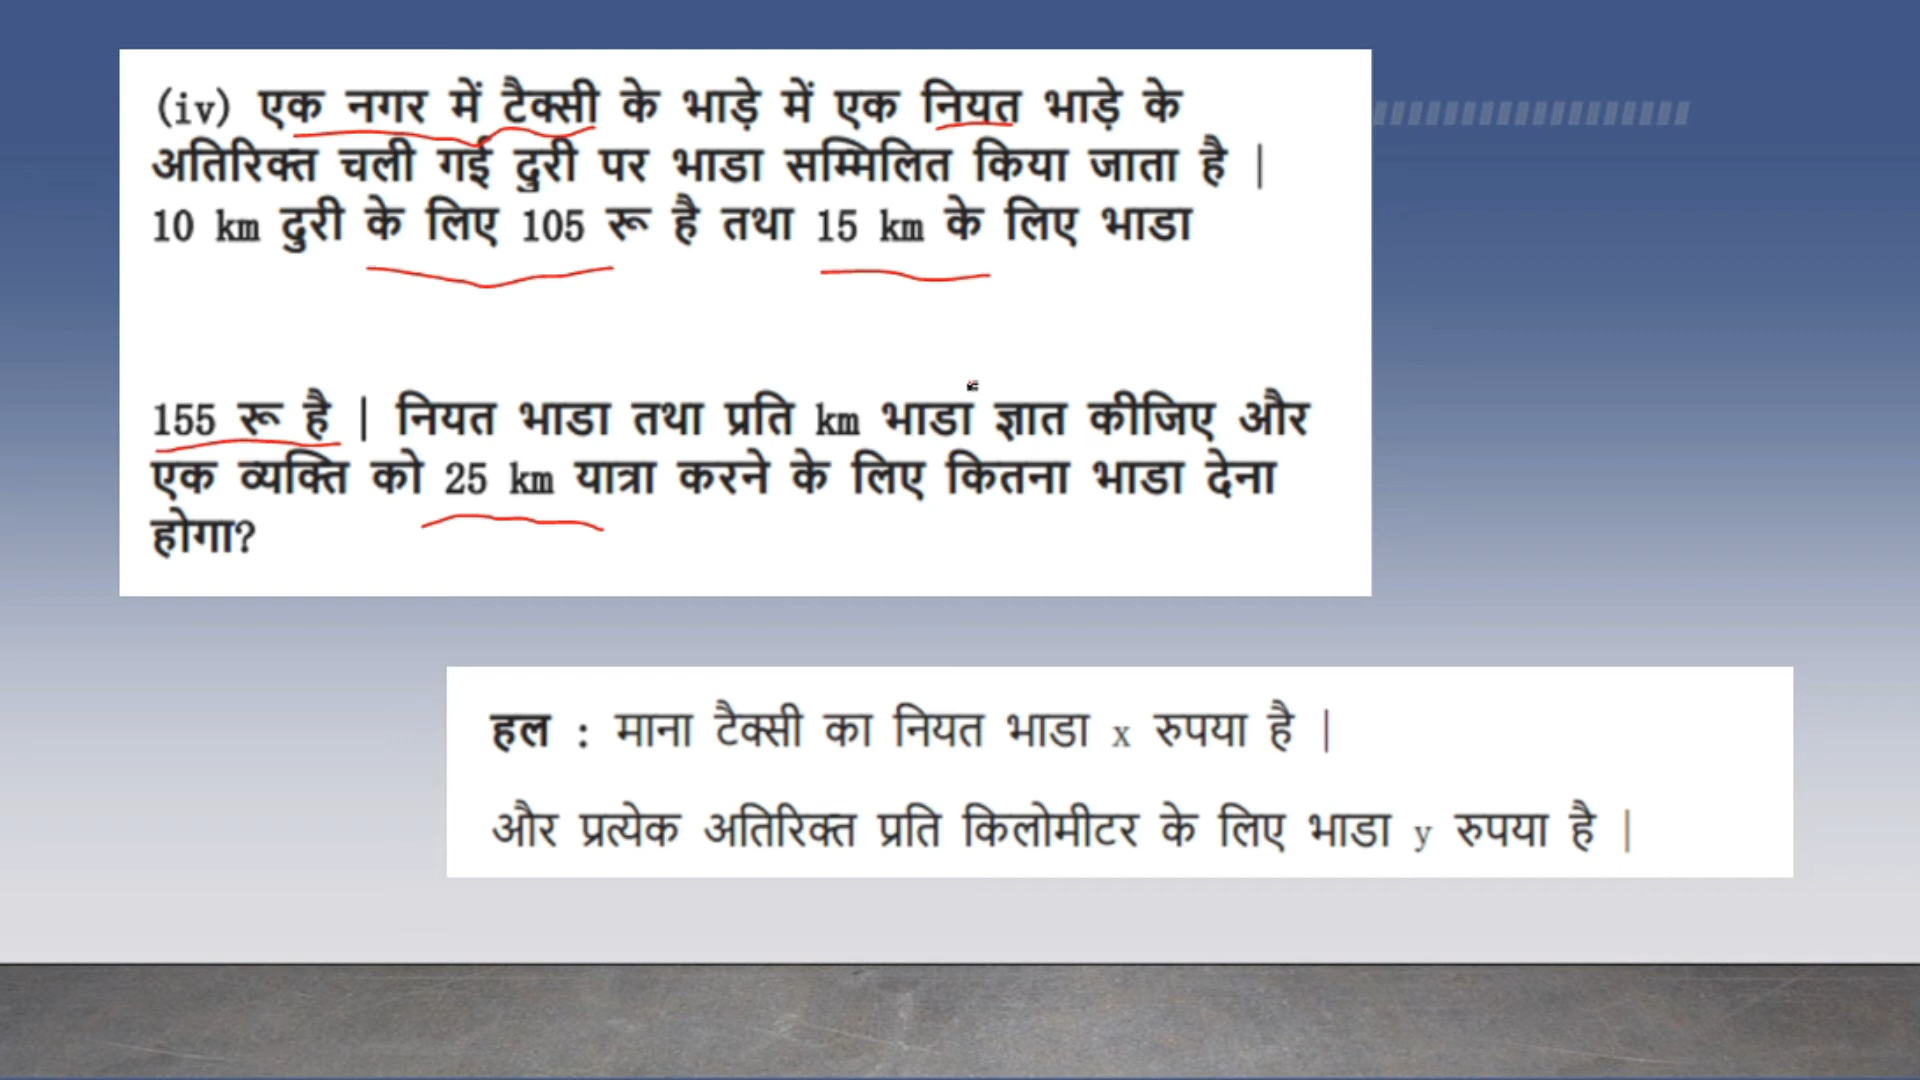 (iv) एक नगर में टैक्सी के भाड़े में एक नियत भाड़े के
अतिरिक्त चली गई दुरी पर भाडा सम्मिलित किया जाता है |
10 km दुरी के लिए 105 रू है तथा 15 km के लिए भाडा
155 रू है | नियत भाडा तथा प्रति km भाडा ज्ञात कीजिए और
एक व्यक्ति को 25 km यात्रा करने के लिए कितना भाडा देना
होगा?
हल : माना टैक्सी का नियत भाडा x रुपया है |
और प्रत्येक अतिरिक्त प्रति किलोमीटर के लिए भाडा y रुपया है |